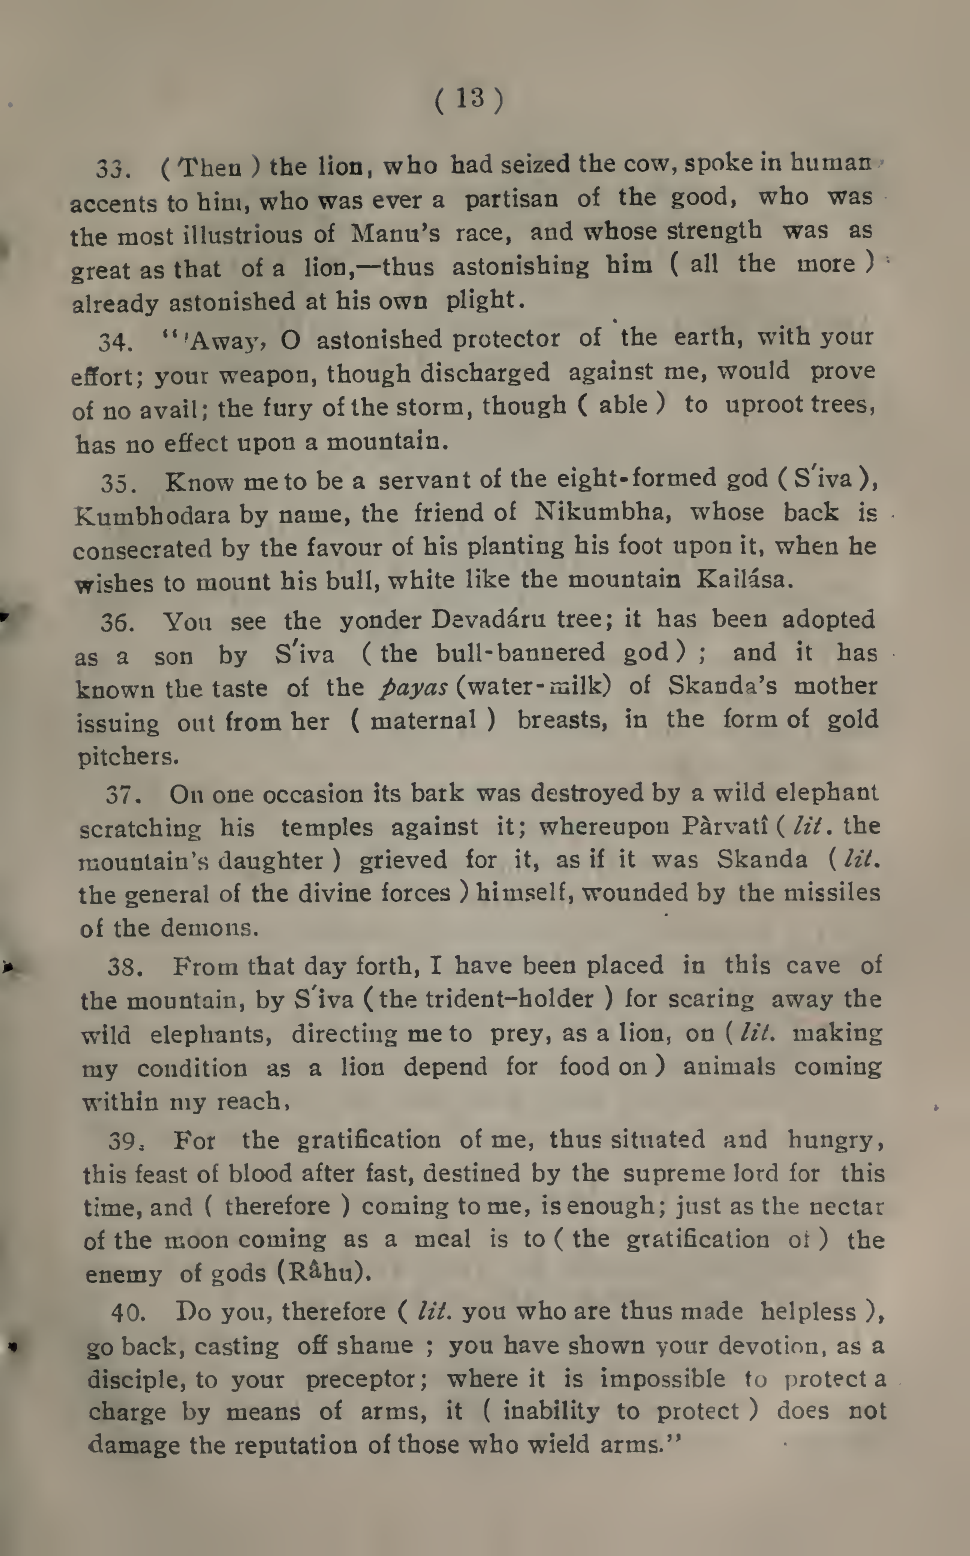 ( 13 )
33. ( Then ) the lion, who had seized the cow, spoke in human
accents to him, who was ever a partisan of the good, who was
the most illustrious of Manu's race, and whose strength was as
great as that of a lion,—thus astonishing him ( all the more )
already astonished at his own plight.
34. "'Away, O astonished protector of the earth, with your
effort; your weapon, though discharged against me, would prove
of no avail; the fury of the storm, though ( able ) to uproot trees,
has no effect upon a mountain.
35. Know me to be a servant of the eight-formed god ( S'iva ),
Kumbhodara by name, the friend of Nikumbha, whose back is
consecrated by the favour of his planting his foot upon it, when he
wishes to mount his bull, white like the mountain Kailása.
36. You see the yonder Devadáru tree; it has been adopted
as a son by S'iva ( the bull-bannered god ) ; and it has
known the taste of the payas (water-milk) of Skanda's mother
issuing out from her ( maternal ) breasts, in the form of gold
pitchers.
37. On one occasion its bark was destroyed by a wild elephant
scratching his temples against it; whereupon Pàrvatî ( lit. the
mountain's daughter ) grieved for it, as if it was Skanda ( lit.
the general of the divine forces ) himself, wounded by the missiles
of the demons.
38. From that day forth, I have been placed in this cave of
the mountain, by S'iva ( the trident-holder ) for scaring away the
wild elephants, directing me to prey, as a lion, on ( lit. making
my condition as a lion depend for food on ) animals coming
within my reach.
39. For the gratification of me, thus situated and hungry,
this feast of blood after fast, destined by the supreme lord for this
time, and ( therefore ) coming to me, is enough; just as the nectar
of the moon coming as a meal is to ( the gratification of ) the
enemy of gods (Râhu).
40. Do you, therefore ( lit. you who are thus made helpless ),
go back, casting off shame ; you have shown your devotion, as a
disciple, to your preceptor; where it is impossible to protect a
charge by means of arms, it ( inability to protect ) does not
damage the reputation of those who wield arms."